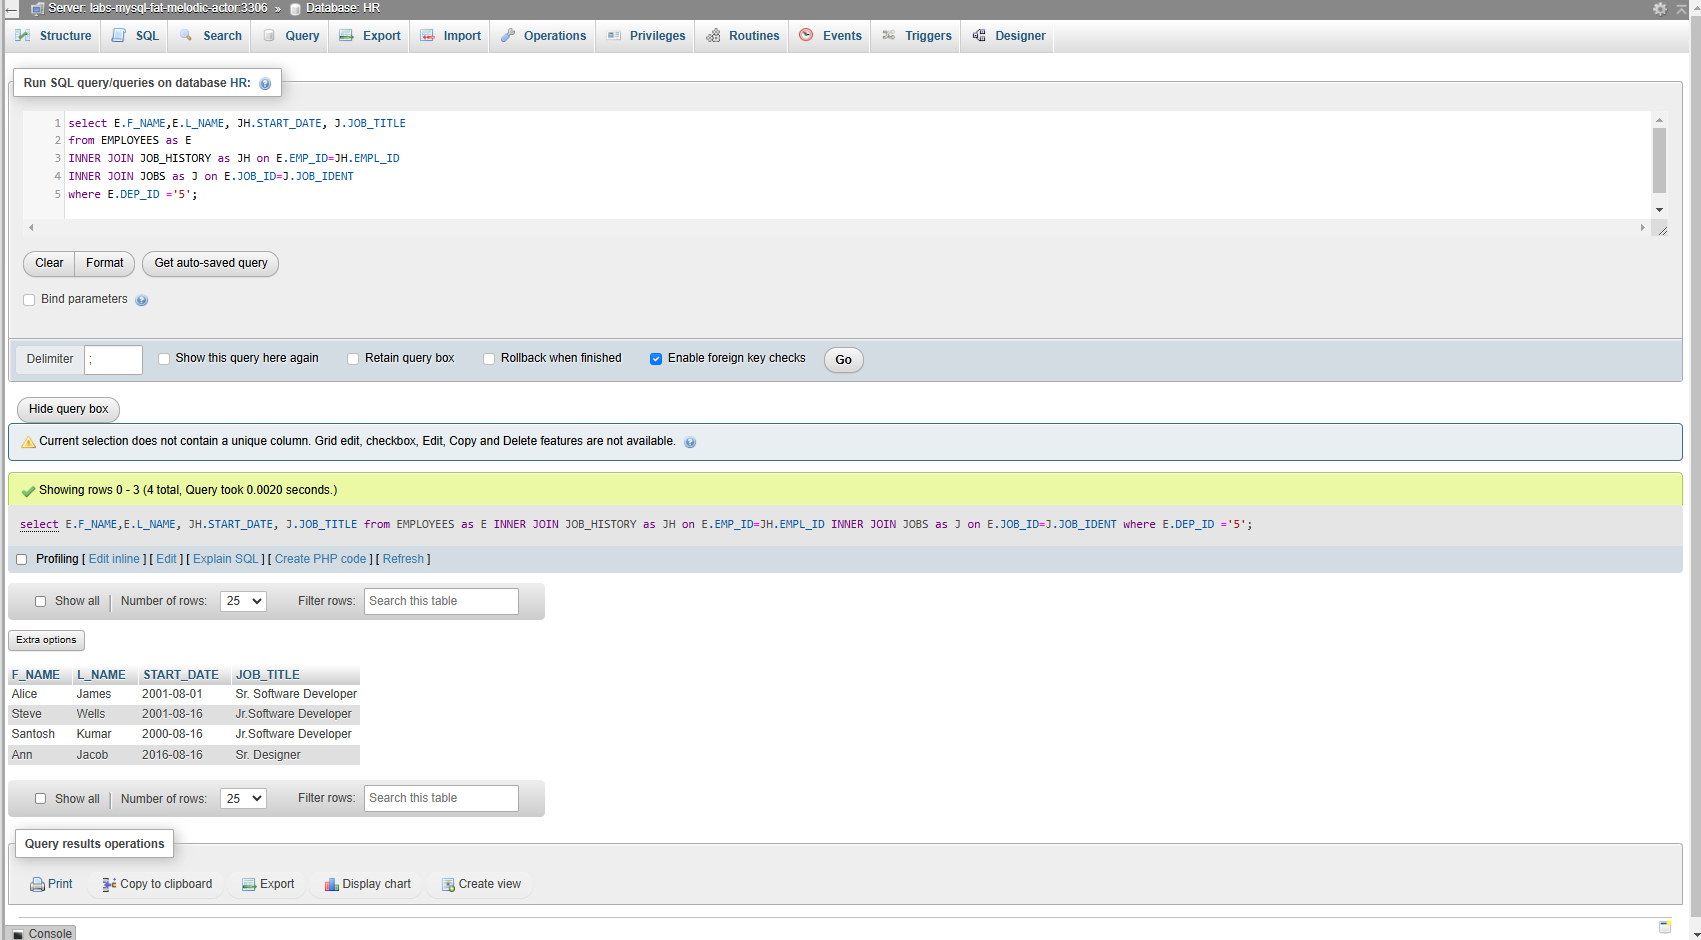 Server: labs-mysql-fat-melodic-actor:3306 » Database: HR
Structure SQL Search Query Export Import Operations Privileges Routines Events Triggers Designer
Run SQL query/queries on database HR:
1 select E.F_NAME,E.L_NAME, JH.START_DATE, J.JOB_TITLE
2 from EMPLOYEES as E
3 INNER JOIN JOB_HISTORY as JH on E.EMP_ID=JH.EMPL_ID
4 INNER JOIN JOBS as J on E.JOB_ID=J.JOB_IDENT
5 where E.DEP_ID ='5';
Clear Format Get auto-saved query
Bind parameters
Delimiter ; Show this query here again Retain query box Rollback when finished Enable foreign key checks Go
Hide query box
Current selection does not contain a unique column. Grid edit, checkbox, Edit, Copy and Delete features are not available.
Showing rows 0 - 3 (4 total, Query took 0.0020 seconds.)
select E.F_NAME,E.L_NAME, JH.START_DATE, J.JOB_TITLE from EMPLOYEES as E INNER JOIN JOB_HISTORY as JH on E.EMP_ID=JH.EMPL_ID INNER JOIN JOBS as J on E.JOB_ID=J.JOB_IDENT where E.DEP_ID ='5';
Profiling [ Edit inline ] [ Edit ] [ Explain SQL ] [ Create PHP code ] [ Refresh ]
Show all | Number of rows: 25 Filter rows: Search this table
Extra options
F_NAME L_NAME START_DATE JOB_TITLE
Alice James 2001-08-01 Sr. Software Developer
Steve Wells 2001-08-16 Jr.Software Developer
Santosh Kumar 2000-08-16 Jr.Software Developer
Ann Jacob 2016-08-16 Sr. Designer
Show all | Number of rows: 25 Filter rows: Search this table
Query results operations
Print Copy to clipboard Export Display chart Create view
Console